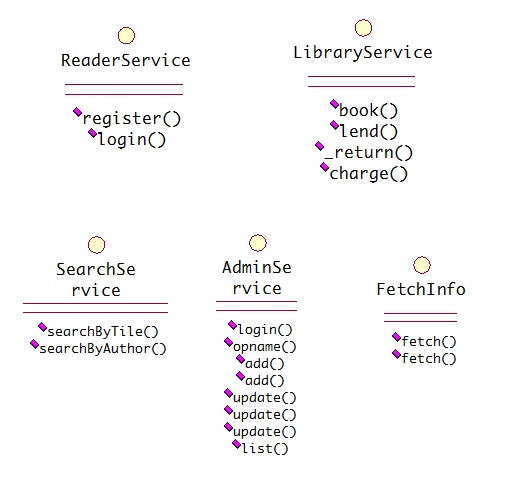 ReaderService
register()
login()
LibraryService
book()
lend()
_return()
charge()
SearchSe
rvice
searchByTile()
searchByAuthor()
AdminSe
rvice
login()
opname()
add()
add()
update()
update()
update()
list()
FetchInfo
fetch()
fetch()